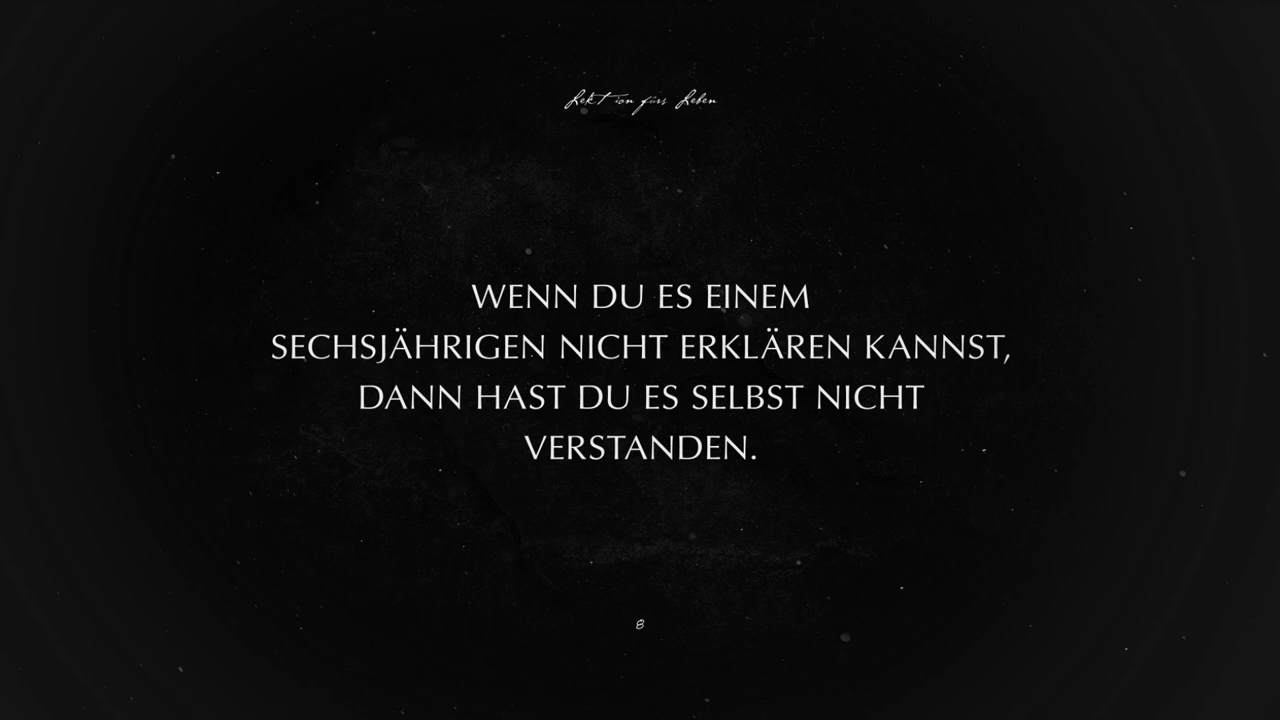 Lektion fürs Leben
WENN DU ES EINEM
SECHSJÄHRIGEN NICHT ERKLÄREN KANNST,
DANN HAST DU ES SELBST NICHT
VERSTANDEN.
8